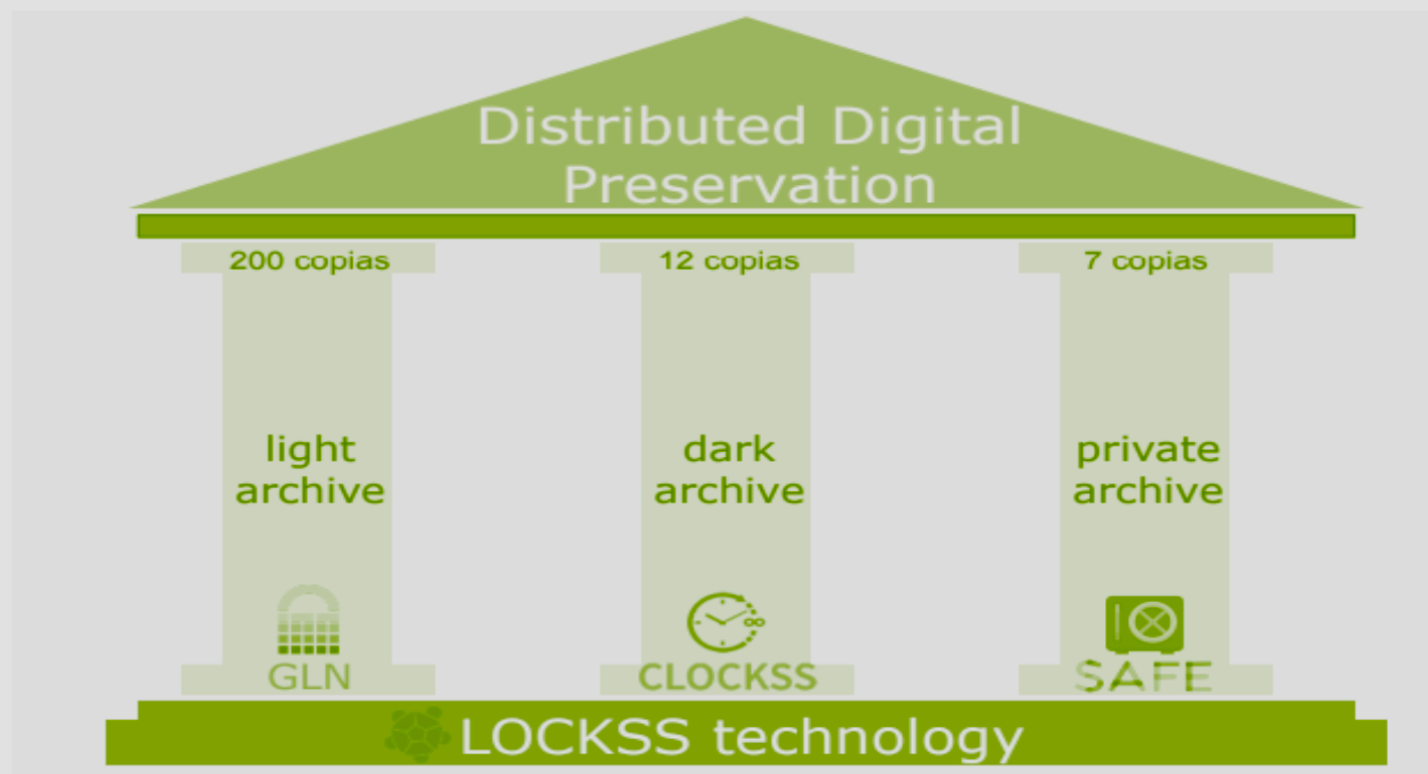 Distributed Digital
Preservation
200 copias
12 copias
7 copias
light
archive
dark
archive
private
archive
GLN
CLOCKSS
SAFE
LOCKSS technology